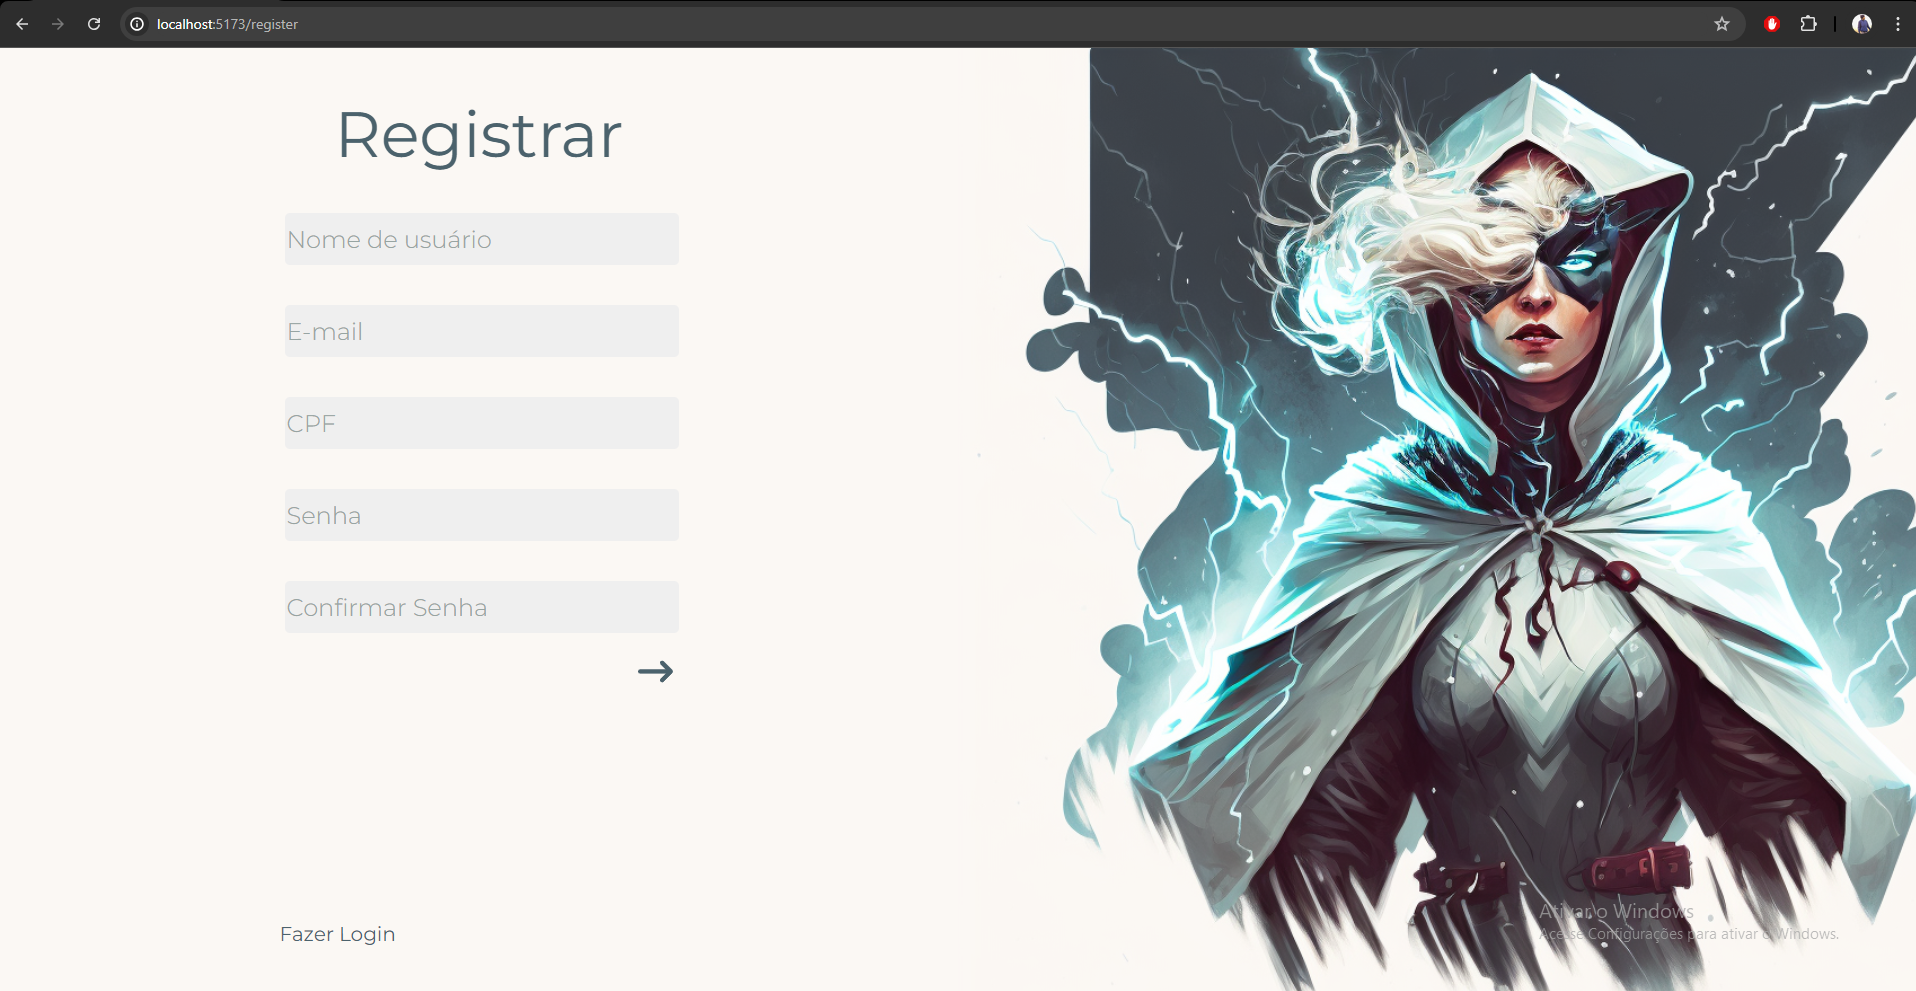 localhost:5173/register
Registrar
Nome de usuário
E-mail
CPF
Senha
Confirmar Senha
Fazer Login
Ativar o Windows
Acesse Configurações para ativar o Windows.